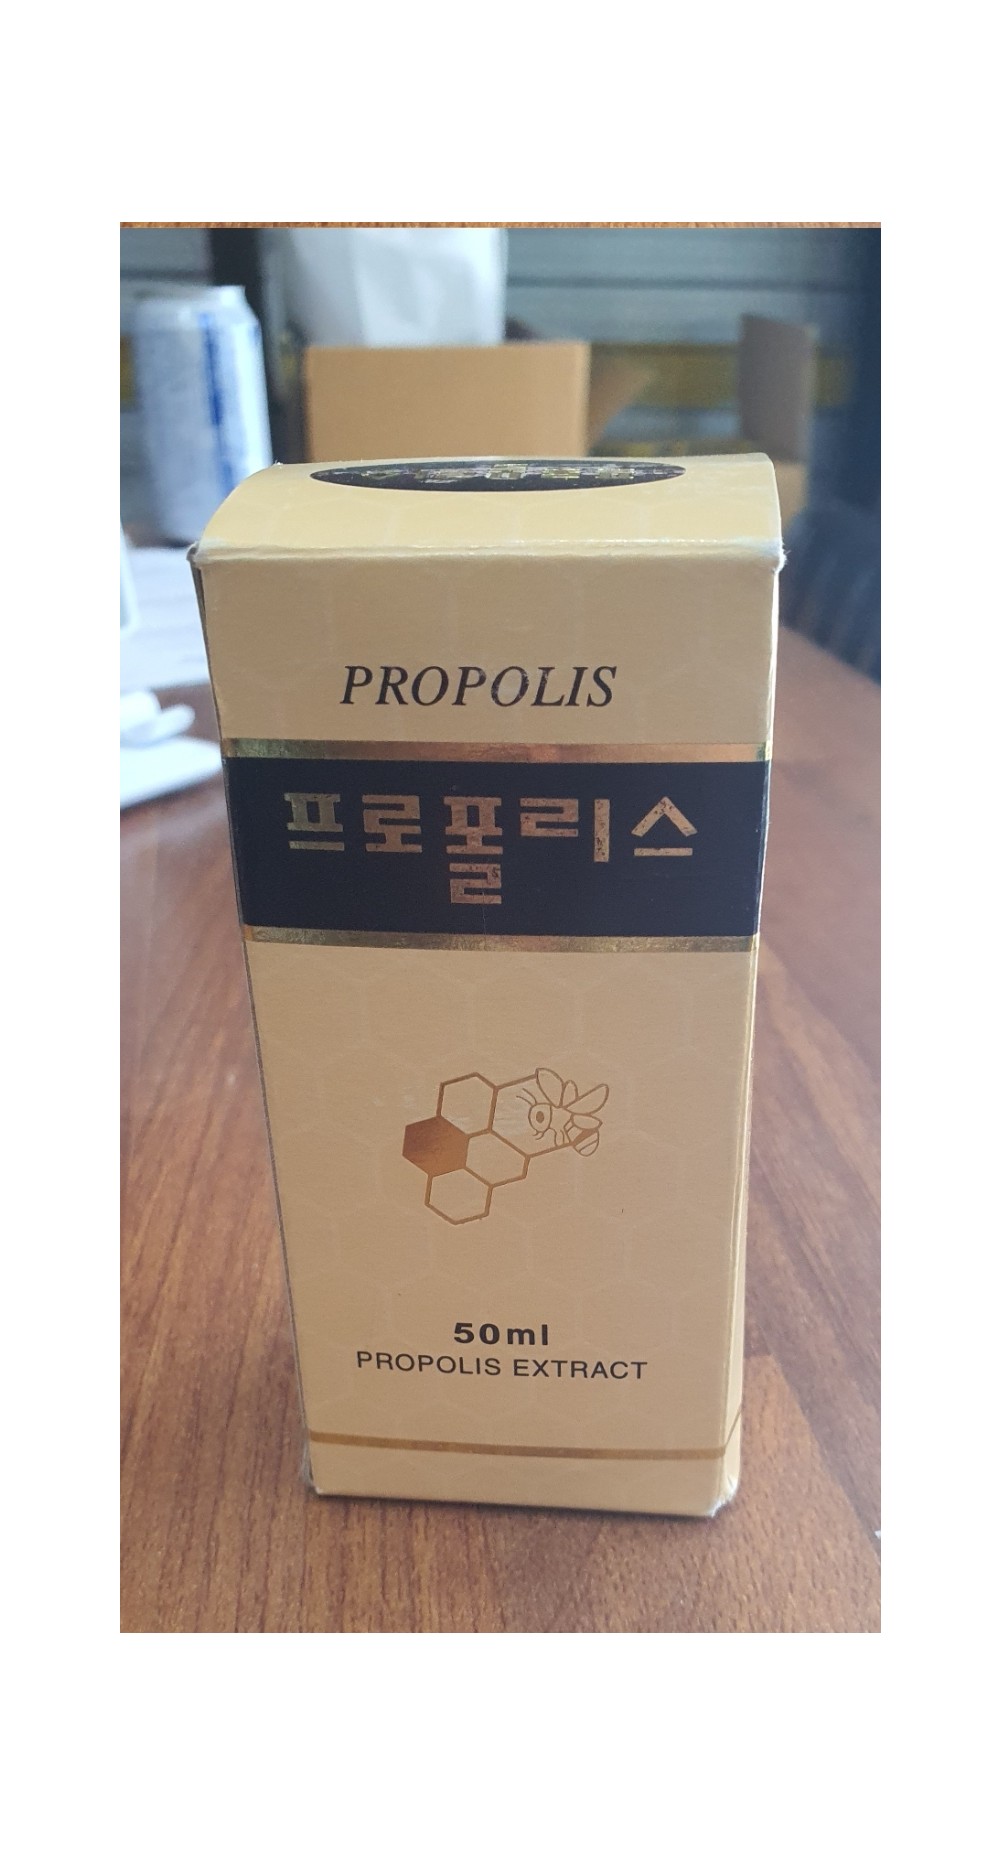 PROPOLIS
프로폴리스
50ml
PROPOLIS EXTRACT